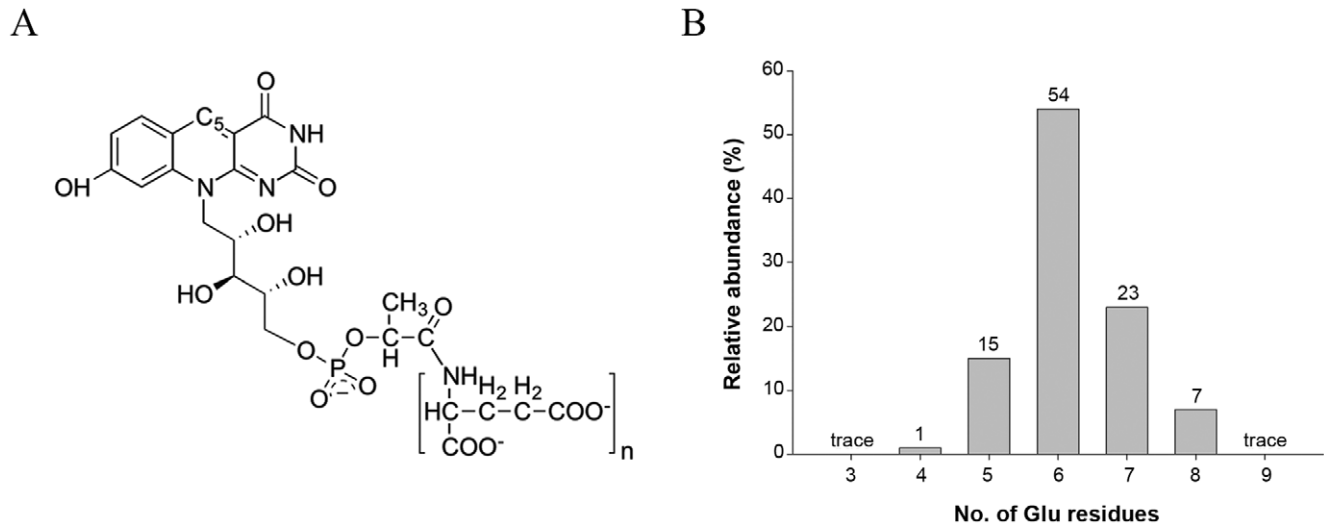 A
O
C5
NH
OH
N
N
O
OH
HO
OH
CH3
O
O
O
C
C
H
P
O
O
NH
H2 H2
HC
C
C
COO-
COO-
n
B
Relative abundance (%)
60
50
40
30
20
10
0
trace
1
15
54
23
7
trace
3 4 5 6 7 8 9
No. of Glu residues